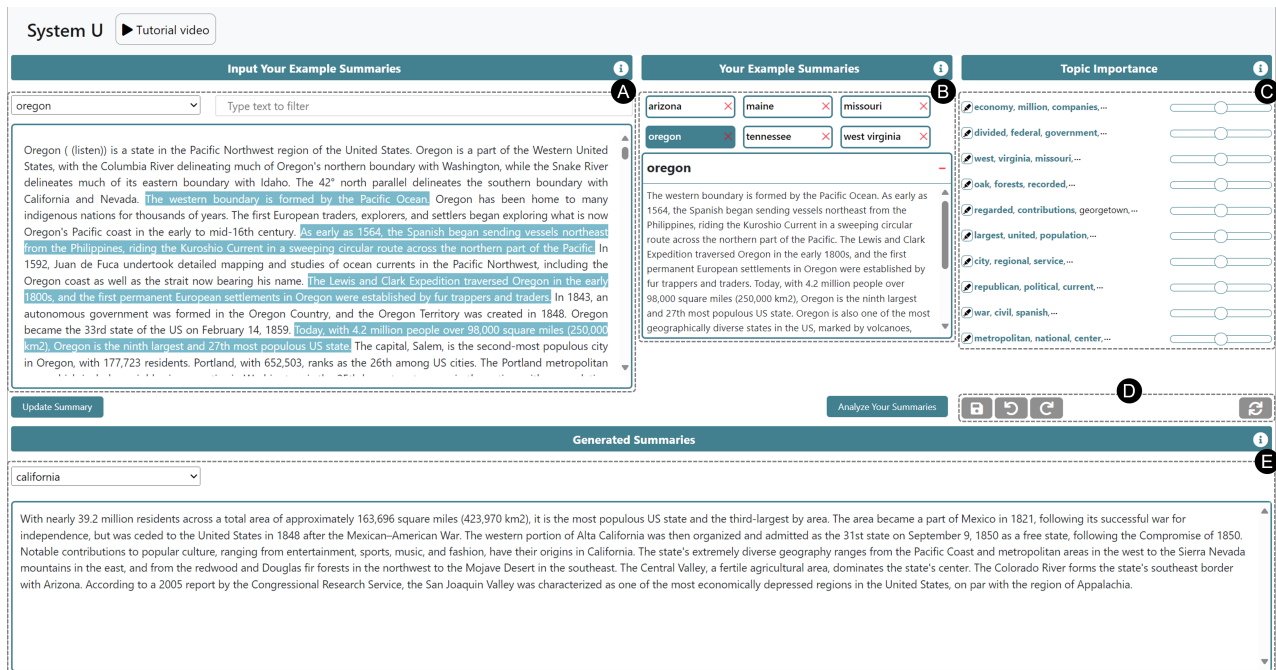 System U
Tutorial video
Input Your Example Summaries
A
oregon
Type text to filter
Oregon ( (listen)) is a state in the Pacific Northwest region of the United States. Oregon is a part of the Western United
States, with the Columbia River delineating much of Oregon's northern boundary with Washington, while the Snake River
delineates much of its eastern boundary with Idaho. The 42° north parallel delineates the southern boundary with
California and Nevada. The western boundary is formed by the Pacific Ocean. Oregon has been home to many
indigenous nations for thousands of years. The first European traders, explorers, and settlers began exploring what is now
Oregon's Pacific coast in the early to mid-16th century. As early as 1564, the Spanish began sending vessels northeast
from the Philippines, riding the Kuroshio Current in a sweeping circular route across the northern part of the Pacific. In
1592, Juan de Fuca undertook detailed mapping and studies of ocean currents in the Pacific Northwest, including the
Oregon coast as well as the strait now bearing his name. The Lewis and Clark Expedition traversed Oregon in the early
1800s, and the first permanent European settlements in Oregon were established by fur trappers and traders. In 1843, an
autonomous government was formed in the Oregon Country, and the Oregon Territory was created in 1848. Oregon
became the 33rd state of the US on February 14, 1859. Today, with 4.2 million people over 98,000 square miles (250,000
km2), Oregon is the ninth largest and 27th most populous US state. The capital, Salem, is the second-most populous city
in Oregon, with 177,723 residents. Portland, with 652,503, ranks as the 26th among US cities. The Portland metropolitan
Update Summary
Your Example Summaries
B
arizona
maine
missouri
oregon
tennessee
west virginia
oregon
The western boundary is formed by the Pacific Ocean. As early as
1564, the Spanish began sending vessels northeast from the
Philippines, riding the Kuroshio Current in a sweeping circular
route across the northern part of the Pacific. The Lewis and Clark
Expedition traversed Oregon in the early 1800s, and the first
permanent European settlements in Oregon were established by
fur trappers and traders. Today, with 4.2 million people over
98,000 square miles (250,000 km2), Oregon is the ninth largest
and 27th most populous US state. Oregon is also one of the most
geographically diverse states in the US, marked by volcanoes,
Analyze Your Summaries
Topic Importance
C
economy, million, companies,...
divided, federal, government,...
west, virginia, missouri,...
oak, forests, recorded,...
regarded, contributions, georgetown,...
largest, united, population,...
city, regional, service,...
republican, political, current,...
war, civil, spanish,...
metropolitan, national, center,...
D
Generated Summaries
E
california
With nearly 39.2 million residents across a total area of approximately 163,696 square miles (423,970 km2), it is the most populous US state and the third-largest by area. The area became a part of Mexico in 1821, following its successful war for
independence, but was ceded to the United States in 1848 after the Mexican–American War. The western portion of Alta California was then organized and admitted as the 31st state on September 9, 1850 as a free state, following the Compromise of 1850.
Notable contributions to popular culture, ranging from entertainment, sports, music, and fashion, have their origins in California. The state's extremely diverse geography ranges from the Pacific Coast and metropolitan areas in the west to the Sierra Nevada
mountains in the east, and from the redwood and Douglas fir forests in the northwest to the Mojave Desert in the southeast. The Central Valley, a fertile agricultural area, dominates the state's center. The Colorado River forms the state's southeast border
with Arizona. According to a 2005 report by the Congressional Research Service, the San Joaquin Valley was characterized as one of the most economically depressed regions in the United States, on par with the region of Appalachia.